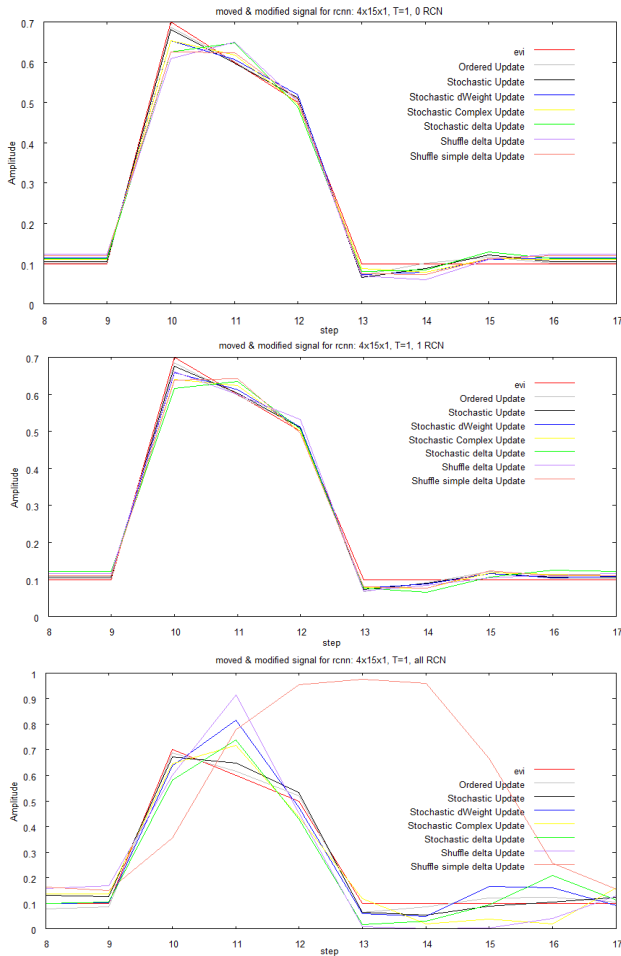 moved & modified signal for rcnn: 4x15x1, T=1, 0 RCN
0.7
0.6
0.5
0.4
0.3
0.2
0.1
0
Amplitude
evi
Ordered Update
Stochastic Update
Stochastic dWeight Update
Stochastic Complex Update
Stochastic delta Update
Shuffle delta Update
Shuffle simple delta Update
8 9 10 11 12 13 14 15 16 17
step
moved & modified signal for rcnn: 4x15x1, T=1, 1 RCN
0.7
0.6
0.5
0.4
0.3
0.2
0.1
0
Amplitude
evi
Ordered Update
Stochastic Update
Stochastic dWeight Update
Stochastic Complex Update
Stochastic delta Update
Shuffle delta Update
Shuffle simple delta Update
8 9 10 11 12 13 14 15 16 17
step
moved & modified signal for rcnn: 4x15x1, T=1, all RCN
1
0.9
0.8
0.7
0.6
0.5
0.4
0.3
0.2
0.1
0
Amplitude
evi
Ordered Update
Stochastic Update
Stochastic dWeight Update
Stochastic Complex Update
Stochastic delta Update
Shuffle delta Update
Shuffle simple delta Update
8 9 10 11 12 13 14 15 16 17
step